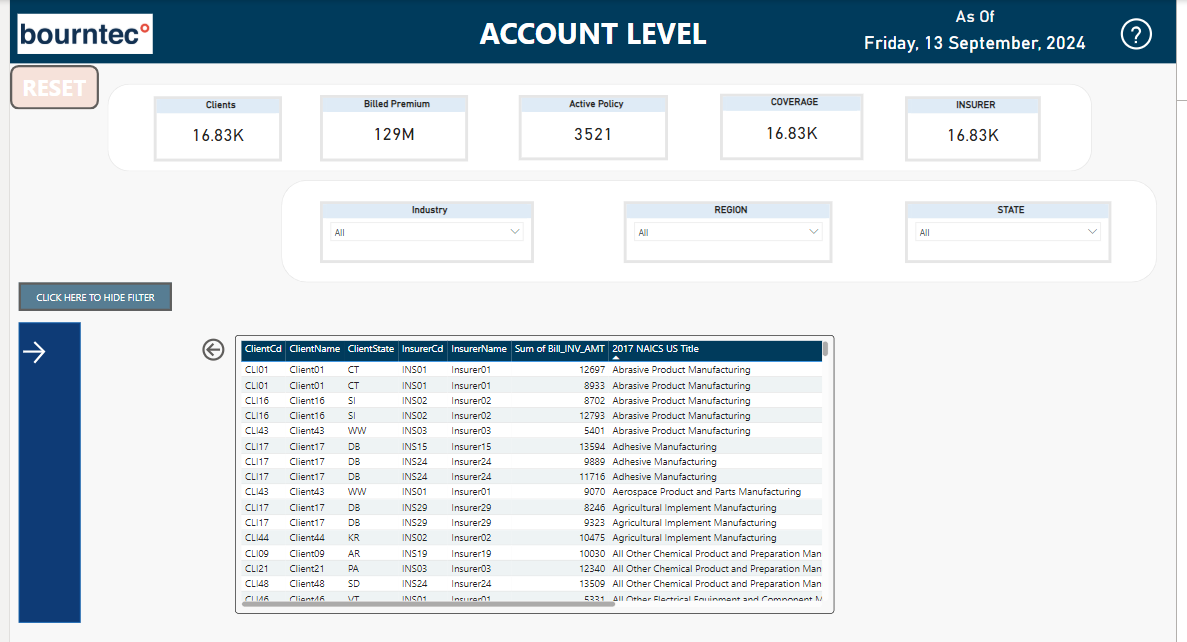 bourntec
ACCOUNT LEVEL
As Of
Friday, 13 September, 2024
?
RESET
Clients
16.83K
Billed Premium
129M
Active Policy
3521
COVERAGE
16.83K
INSURER
16.83K
Industry
All
REGION
All
STATE
All
CLICK HERE TO HIDE FILTER
ClientCd ClientName ClientState InsurerCd InsurerName Sum of Bill_INV_AMT 2017 NAICS US Title
CLI01 Client01 CT INS01 Insurer01 12697 Abrasive Product Manufacturing
CLI01 Client01 CT INS01 Insurer01 8933 Abrasive Product Manufacturing
CLI16 Client16 SI INS02 Insurer02 8702 Abrasive Product Manufacturing
CLI16 Client16 SI INS02 Insurer02 12793 Abrasive Product Manufacturing
CLI43 Client43 WW INS03 Insurer03 5401 Abrasive Product Manufacturing
CLI17 Client17 DB INS15 Insurer15 13594 Adhesive Manufacturing
CLI17 Client17 DB INS24 Insurer24 9889 Adhesive Manufacturing
CLI17 Client17 DB INS24 Insurer24 11716 Adhesive Manufacturing
CLI43 Client43 WW INS01 Insurer01 9070 Aerospace Product and Parts Manufacturing
CLI17 Client17 DB INS29 Insurer29 8246 Agricultural Implement Manufacturing
CLI17 Client17 DB INS29 Insurer29 9323 Agricultural Implement Manufacturing
CLI44 Client44 KR INS02 Insurer02 10475 Agricultural Implement Manufacturing
CLI09 Client09 AR INS19 Insurer19 10030 All Other Chemical Product and Preparation Man
CLI21 Client21 PA INS03 Insurer03 12340 All Other Chemical Product and Preparation Man
CLI48 Client48 SD INS24 Insurer24 13509 All Other Chemical Product and Preparation Man
CLI46 Client46 VT INS01 Insurer01 5331 All Other Electrical Equipment and Component M